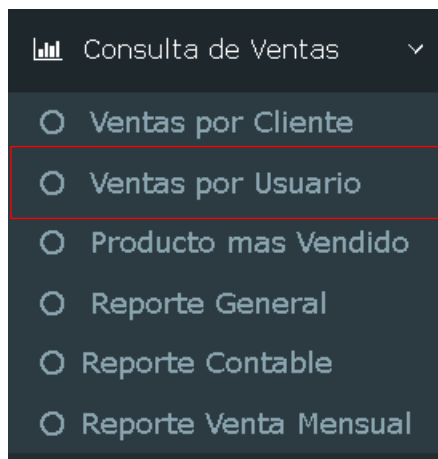 Consulta de Ventas
Ventas por Cliente
Ventas por Usuario
Producto mas Vendido
Reporte General
Reporte Contable
Reporte Venta Mensual